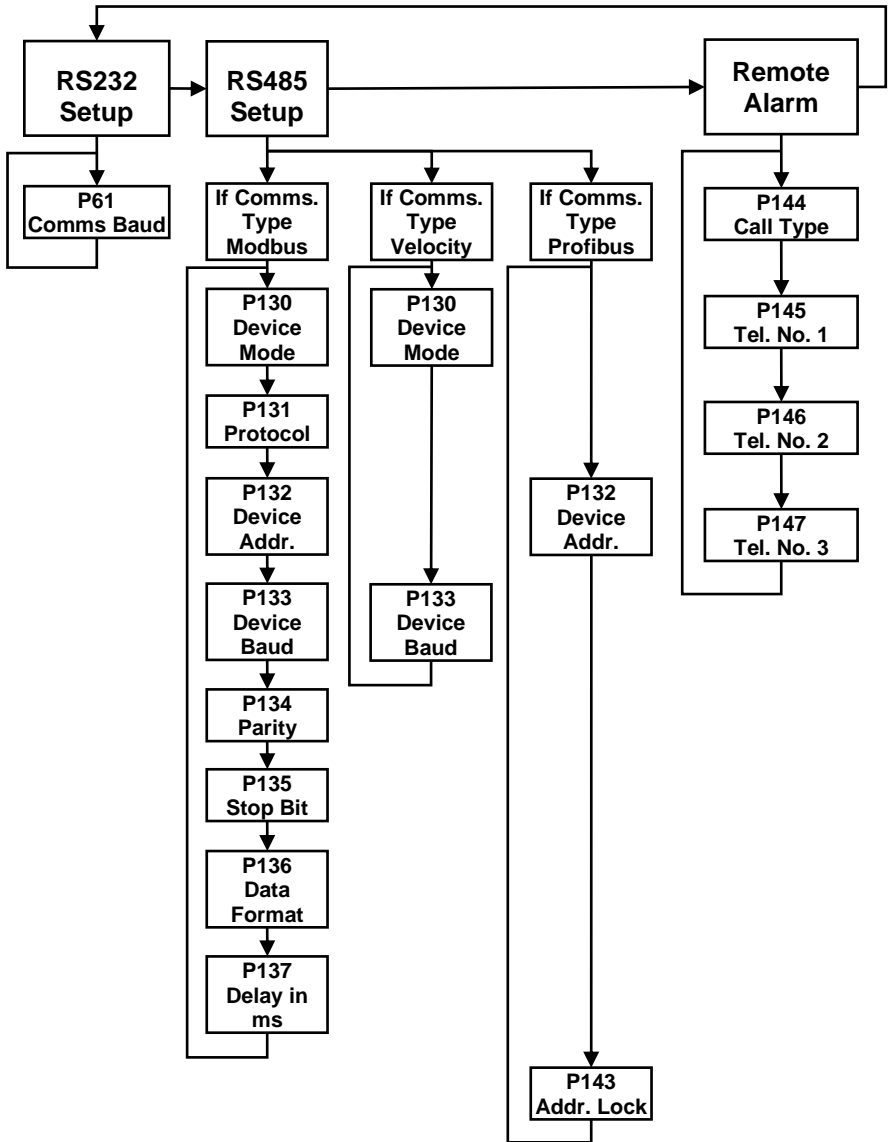 RS232
Setup
RS485
Setup
Remote
Alarm
P61
Comms Baud
If Comms.
Type
Modbus
P130
Device
Mode
P131
Protocol
P132
Device
Addr.
P133
Device
Baud
P134
Parity
P135
Stop Bit
P136
Data
Format
P137
Delay in
ms
If Comms.
Type
Velocity
P130
Device
Mode
P133
Device
Baud
If Comms.
Type
Profibus
P132
Device
Addr.
P143
Addr. Lock
P144
Call Type
P145
Tel. No. 1
P146
Tel. No. 2
P147
Tel. No. 3